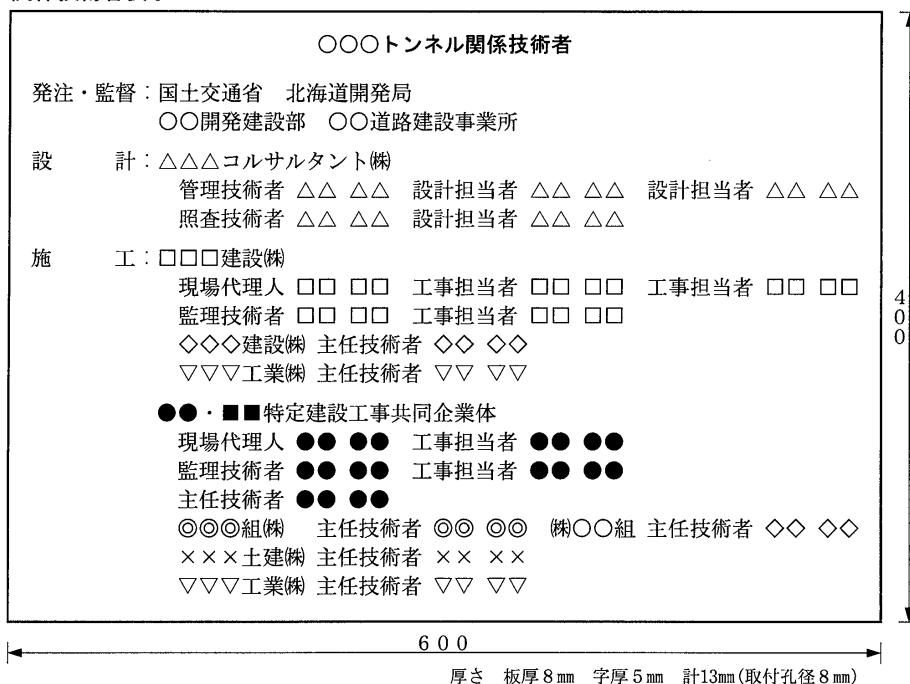 ○○○トンネル関係技術者
発注・監督：国土交通省　北海道開発局
○○開発建設部　○○道路建設事業所
設　　計：△△△コルサルタント㈱
管理技術者 △△ △△　設計担当者 △△ △△　設計担当者 △△ △△
照査技術者 △△ △△　設計担当者 △△ △△
施　　工：□□□建設㈱
現場代理人 □□ □□　工事担当者 □□ □□　工事担当者 □□ □□
監理技術者 □□ □□　工事担当者 □□ □□
◇◇◇建設㈱ 主任技術者 ◇◇ ◇◇
▽▽▽工業㈱ 主任技術者 ▽▽ ▽▽
●●・■■特定建設工事共同企業体
現場代理人 ●● ●●　工事担当者 ●● ●●
監理技術者 ●● ●●　工事担当者 ●● ●●
主任技術者 ●● ●●
◎◎◎組㈱　主任技術者 ◎◎ ◎◎　㈱○○組 主任技術者 ◇◇ ◇◇
×××土建㈱ 主任技術者 ×× ××
▽▽▽工業㈱ 主任技術者 ▽▽ ▽▽
400
600
厚さ　板厚8㎜　字厚5㎜　計13㎜(取付孔径8㎜)